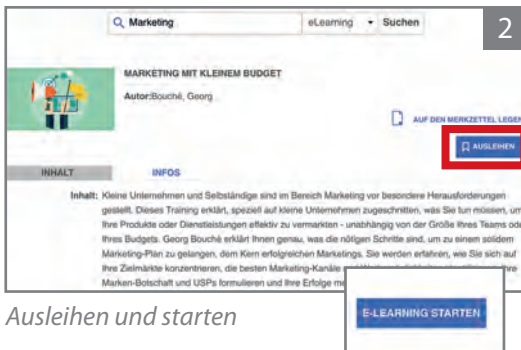 Marketing
eLearning
Suchen
2
MARKETING MIT KLEINEM BUDGET
Autor:Bouché, Georg
AUF DEN MERKZETTEL LEGEN
AUSLEIHEN
INHALT
INFOS
Inhalt: Kleine Unternehmen und Selbständige sind im Bereich Marketing vor besondere Herausforderungen
gestellt. Dieses Training erklärt, speziell auf kleine Unternehmen zugeschnitten, was Sie tun müssen, um
Ihre Produkte oder Dienstleistungen effektiv zu vermarkten - unabhängig von der Größe Ihres Teams ode
Ihres Budgets. Georg Bouché erklärt Ihnen genau, was die nötigen Schritte sind, um zu einem solidem
Marketing-Plan zu gelangen, dem Kern erfolgreichen Marketings. Sie werden erfahren, wie Sie sich auf
Ihre Zielmärkte konzentrieren, die besten Marketing-Kanäle
Marken-Botschaft und USPs formulieren und Ihre Erfolge me
E-LEARNING STARTEN
Ausleihen und starten